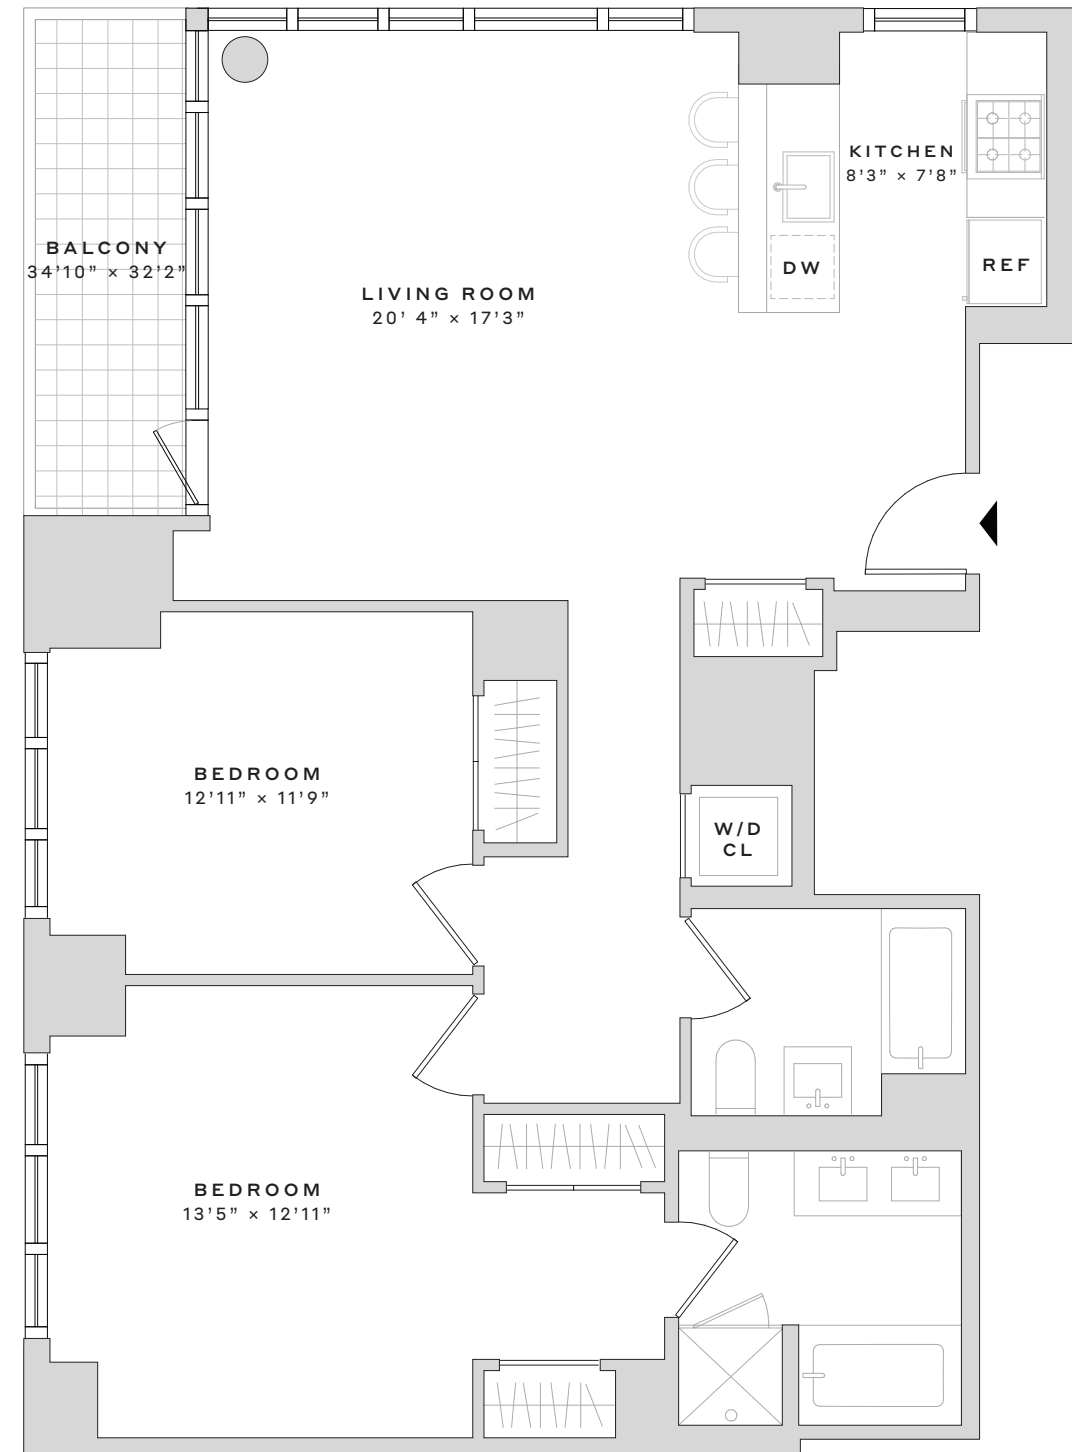 KITCHEN
8'3” × 7'8”
BALCONY
34'10” × 32'2”
LIVING ROOM
20' 4” × 17'3”
DW
REF
BEDROOM
12'11” × 11'9”
W/D
CL
BEDROOM
13'5” × 12'11”